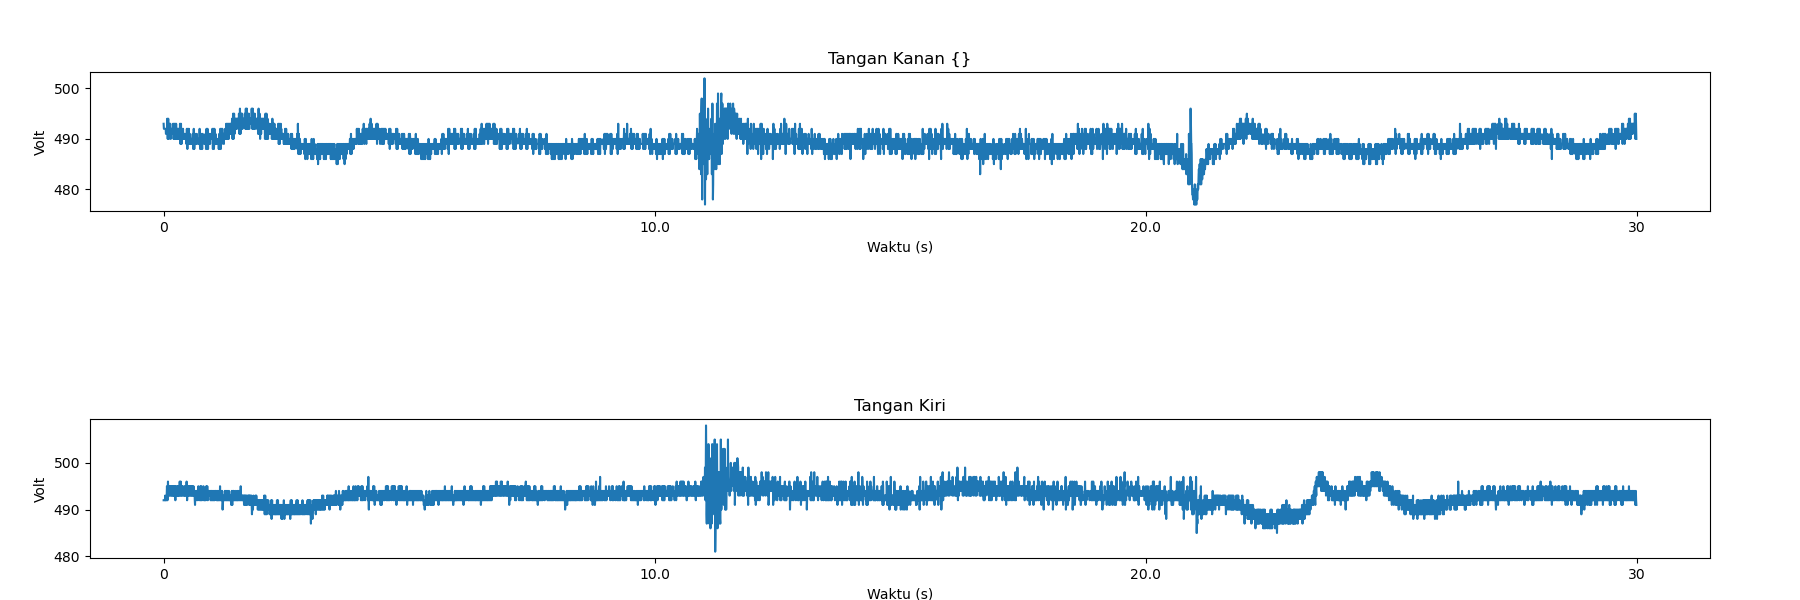 Tangan Kanan {}
Volt
500
490
480
0 10.0 20.0 30
Waktu (s)
Tangan Kiri
Volt
500
490
480
0 10.0 20.0 30
Waktu (s)